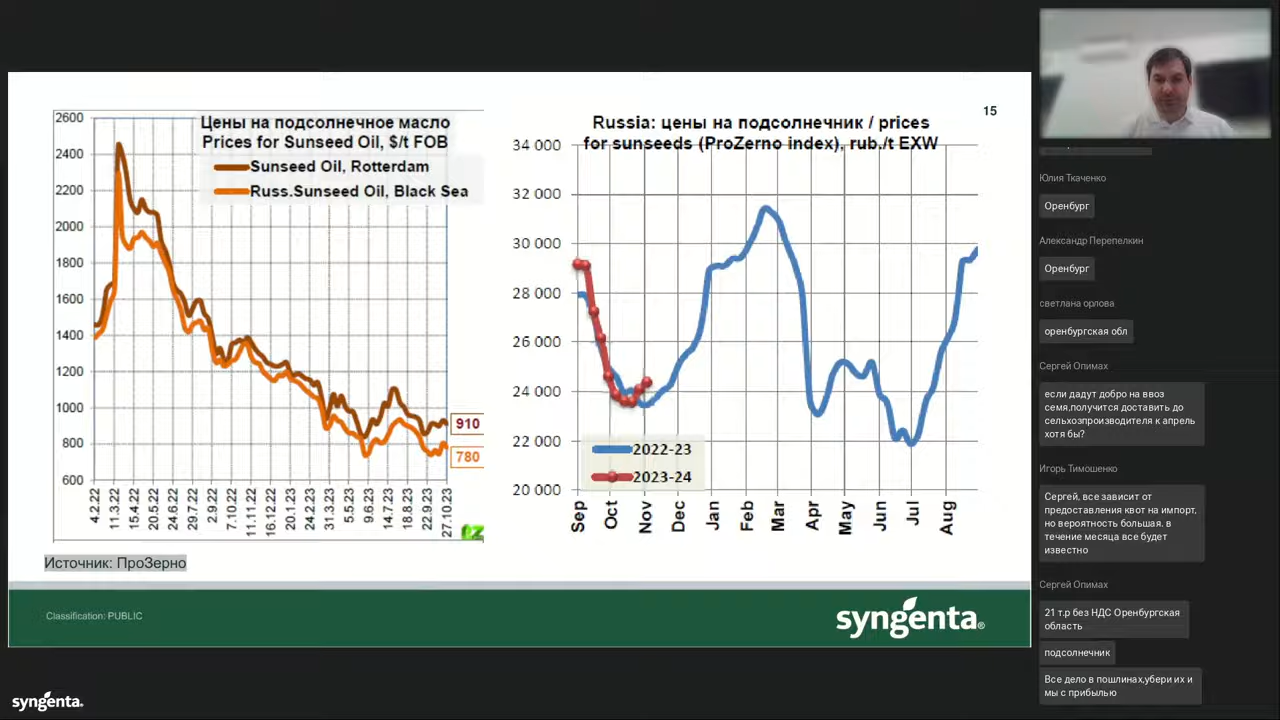 15
Цены на подсолнечное масло
Prices for Sunseed Oil, $/t FOB
Sunseed Oil, Rotterdam
Russ.Sunseed Oil, Black Sea
2600
2400
2200
2000
1800
1600
1400
1200
1000
800
600
910
780
4.2.22
11.3.22
15.4.22
20.5.22
24.6.22
29.7.22
2.9.22
7.10.22
11.11.22
16.12.22
20.1.23
24.2.23
31.3.23
5.5.23
9.6.23
14.7.23
18.8.23
22.9.23
27.10.23
Russia: цены на подсолнечник / prices
for sunseeds (ProZerno index), rub./t EXW
34 000
32 000
30 000
28 000
26 000
24 000
22 000
20 000
2022-23
2023-24
Sep
Oct
Nov
Dec
Jan
Feb
Mar
Apr
May
Jun
Jul
Aug
Источник: ПроЗерно
Classification: PUBLIC
syngenta®
syngenta.
Юлия Ткаченко
Оренбург
Александр Перепелкин
Оренбург
светлана орлова
оренбургская обл
Сергей Опимах
если дадут добро на ввоз
семя,получится доставить до
сельхозпроизводителя к апрель
хотя бы?
Игорь Тимошенко
Сергей, все зависит от
предоставления квот на импорт,
но вероятность большая. в
течение месяца все будет
известно
Сергей Опимах
21 т.р без НДС Оренбургская
область
подсолнечник
Все дело в пошлинах,убери их и
мы с прибылью